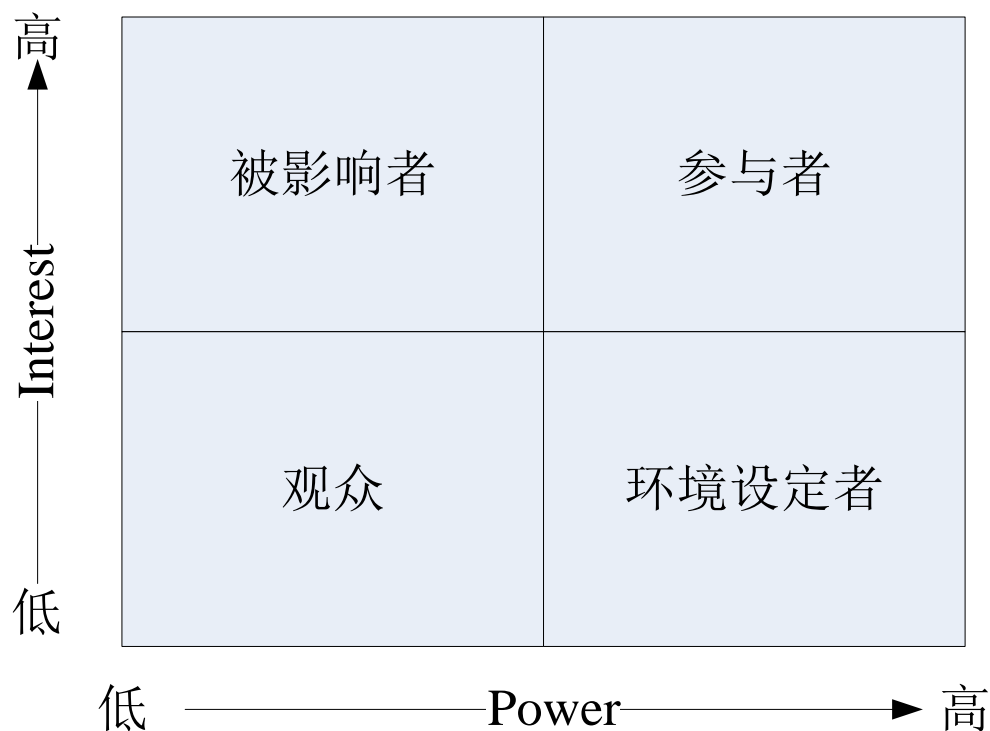 高
被影响者
参与者
Interest
观众
环境设定者
低
低
Power
高